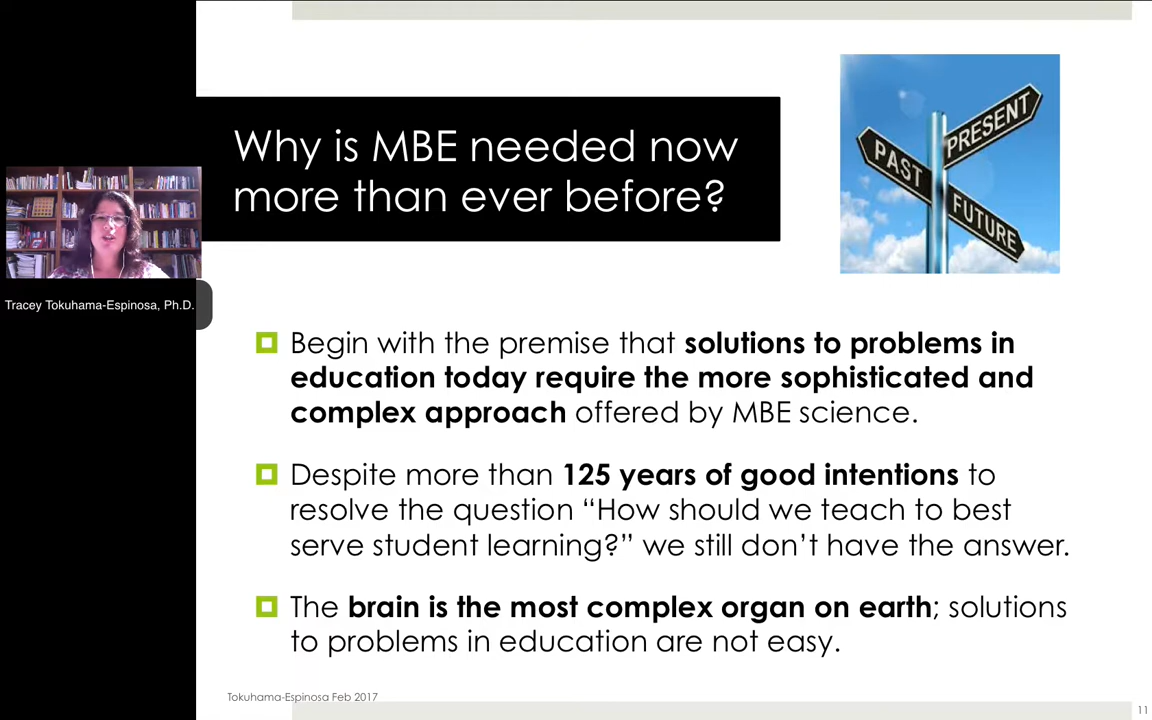 Why is MBE needed now
more than ever before?
PAST
PRESENT
FUTURE
Tracey Tokuhama-Espinosa, Ph.D.
Begin with the premise that solutions to problems in
education today require the more sophisticated and
complex approach offered by MBE science.
Despite more than 125 years of good intentions to
resolve the question “How should we teach to best
serve student learning?” we still don’t have the answer.
The brain is the most complex organ on earth; solutions
to problems in education are not easy.
Tokuhama-Espinosa Feb 2017
11